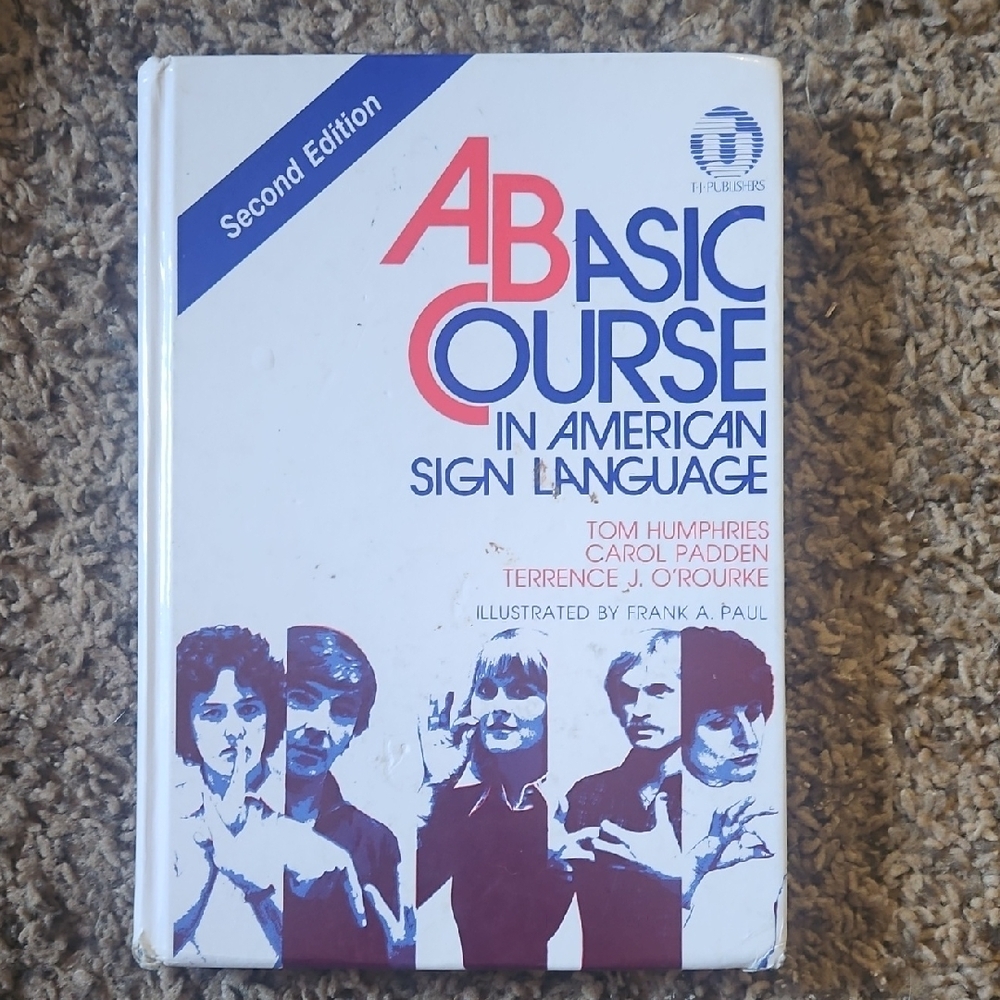 Second Edition
T·J·PUBLISHERS
A BASIC
COURSE
IN AMERICAN
SIGN LANGUAGE
TOM HUMPHRIES
CAROL PADDEN
TERRENCE J. O'ROURKE
ILLUSTRATED BY FRANK A. PAUL